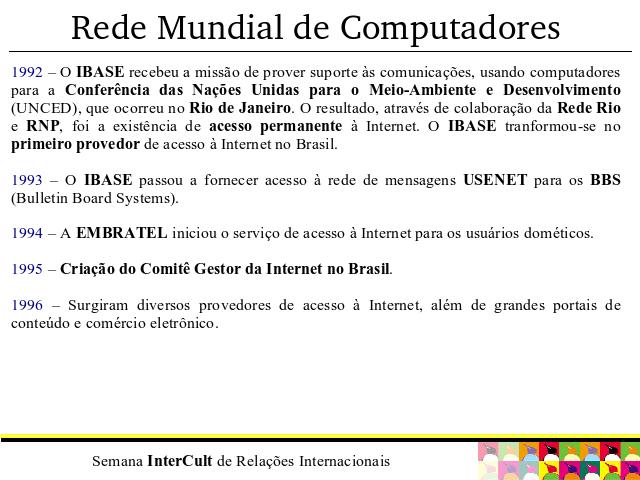 Rede Mundial de Computadores
1992 – O IBASE recebeu a missão de prover suporte às comunicações, usando computadores
para a Conferência das Nações Unidas para o Meio-Ambiente e Desenvolvimento
(UNCED), que ocorreu no Rio de Janeiro. O resultado, através de colaboração da Rede Rio
e RNP, foi a existência de acesso permanente à Internet. O IBASE tranformou-se no
primeiro provedor de acesso à Internet no Brasil.
1993 – O IBASE passou a fornecer acesso à rede de mensagens USENET para os BBS
(Bulletin Board Systems).
1994 – A EMBRATEL iniciou o serviço de acesso à Internet para os usuários dométicos.
1995 – Criação do Comitê Gestor da Internet no Brasil.
1996 – Surgiram diversos provedores de acesso à Internet, além de grandes portais de
conteúdo e comércio eletrônico.
Semana InterCult de Relações Internacionais